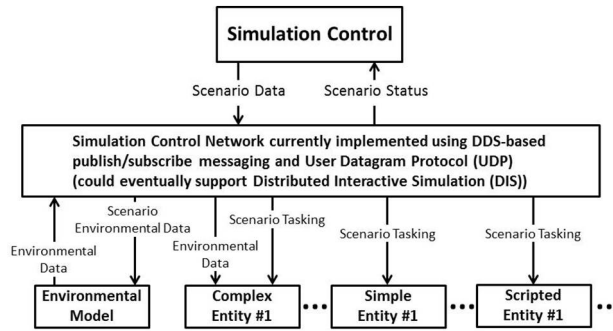 Simulation Control
Scenario Data
Scenario Status
Simulation Control Network currently implemented using DDS-based
publish/subscribe messaging and User Datagram Protocol (UDP)
(could eventually support Distributed Interactive Simulation (DIS))
Environmental
Data
Scenario
Environmental Data
Environmental
Data
Scenario Tasking
Scenario Tasking
Scenario Tasking
Environmental
Model
Complex
Entity #1
Simple
Entity #1
Scripted
Entity #1